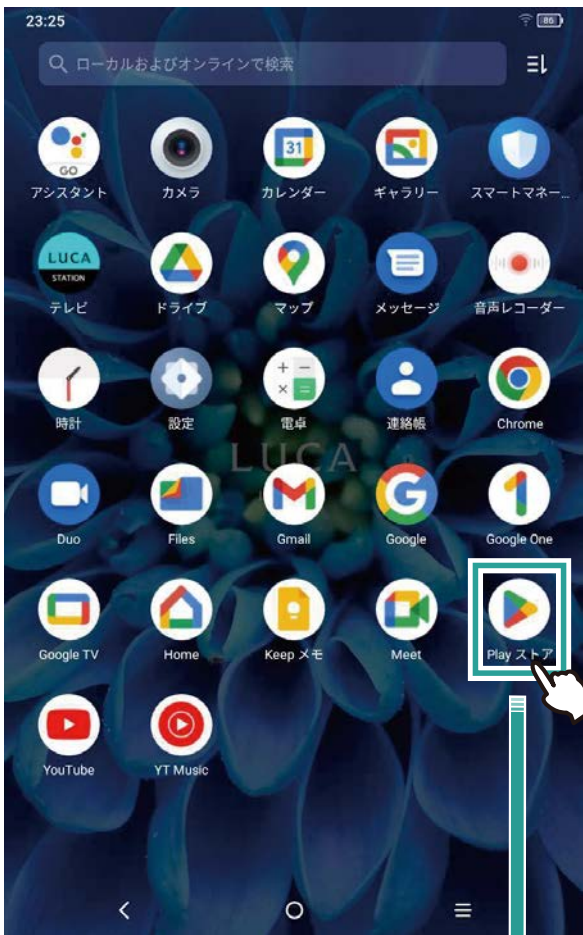 23:25
86
ローカルおよびオンラインで検索
GO
31
アシスタント
カメラ
カレンダー
ギャラリー
スマートマネー...
LUCA
STATION
テレビ
ドライブ
マップ
メッセージ
音声レコーダー
時計
設定
電卓
連絡帳
Chrome
LUCA
Duo
Files
Gmail
Google
Google One
Google TV
Home
Keep メモ
Meet
Play ストア
YouTube
YT Music